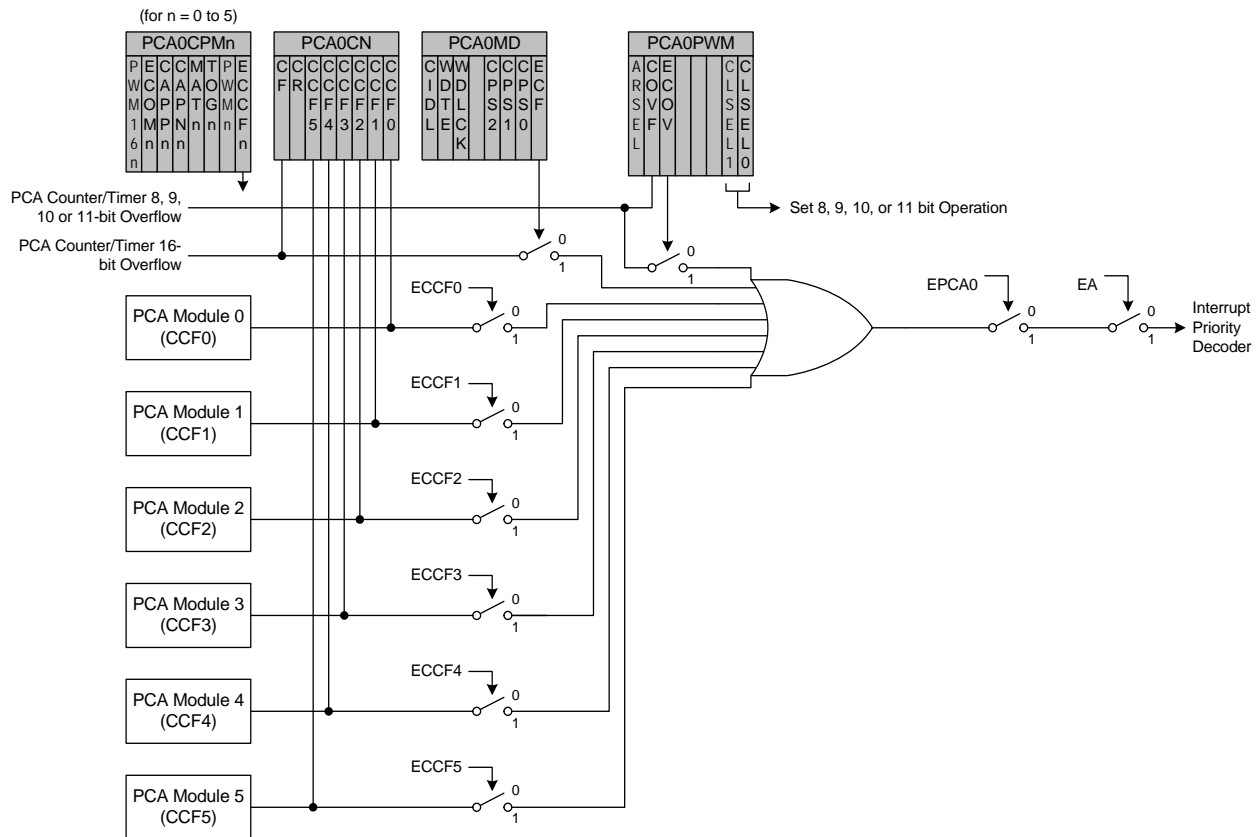 (for n = 0 to 5)
PCA0CPMn
PWM16n
ECOMn
CAPPn
CAPNn
MATn
TOGn
PWMn
ECCFn
PCA0CN
CF
CR
CCF5
CCF4
CCF3
CCF2
CCF1
CCF0
PCA0MD
CIDL
WDTE
WDLCK
CPS2
CPS1
CPS0
ECF
PCA0PWM
ARSEL
COVF
ECOV
CLSEL1
CLSEL0
PCA Counter/Timer 8, 9,
10 or 11-bit Overflow
Set 8, 9, 10, or 11 bit Operation
PCA Counter/Timer 16-
bit Overflow
0
1
0
1
PCA Module 0
(CCF0)
ECCF0
0
1
EPCA0
0
1
EA
0
1
Interrupt
Priority
Decoder
PCA Module 1
(CCF1)
ECCF1
0
1
PCA Module 2
(CCF2)
ECCF2
0
1
PCA Module 3
(CCF3)
ECCF3
0
1
PCA Module 4
(CCF4)
ECCF4
0
1
PCA Module 5
(CCF5)
ECCF5
0
1